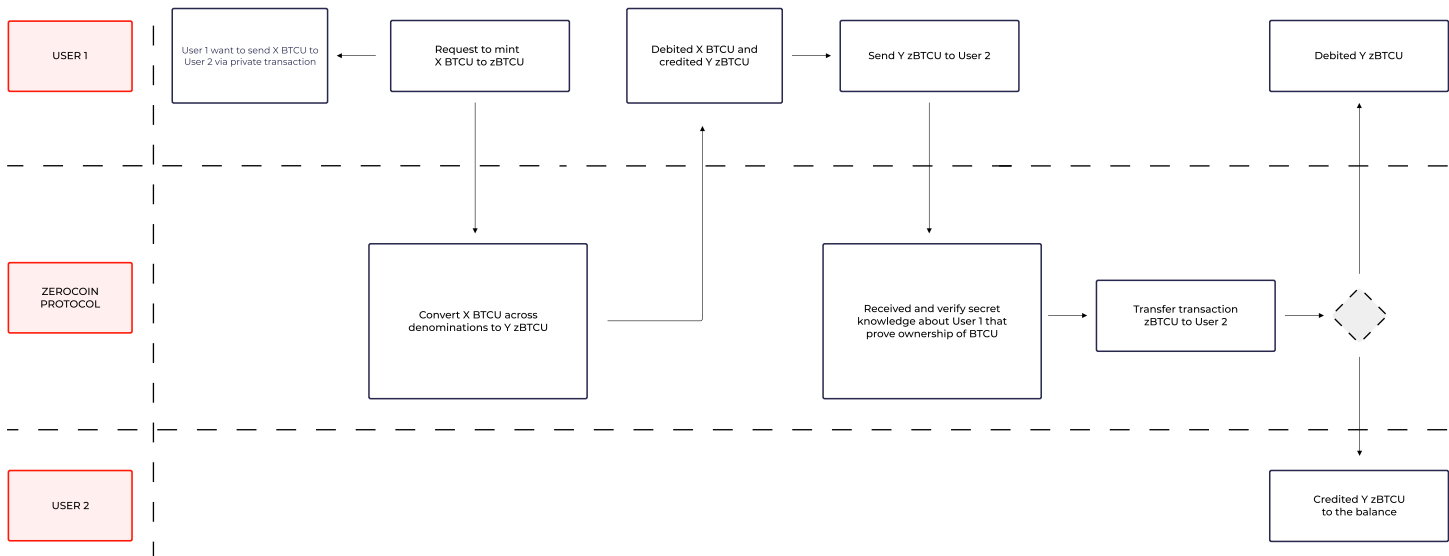 USER 1
User 1 want to send X BTCU to
User 2 via private transaction
Request to mint
X BTCU to zBTCU
Debited X BTCU and
credited Y zBTCU
Send Y zBTCU to User 2
Debited Y zBTCU
ZEROCOIN
PROTOCOL
Convert X BTCU across
denominations to Y zBTCU
Received and verify secret
knowledge about User 1 that
prove ownership of BTCU
Transfer transaction
zBTCU to User 2
USER 2
Credited Y zBTCU
to the balance